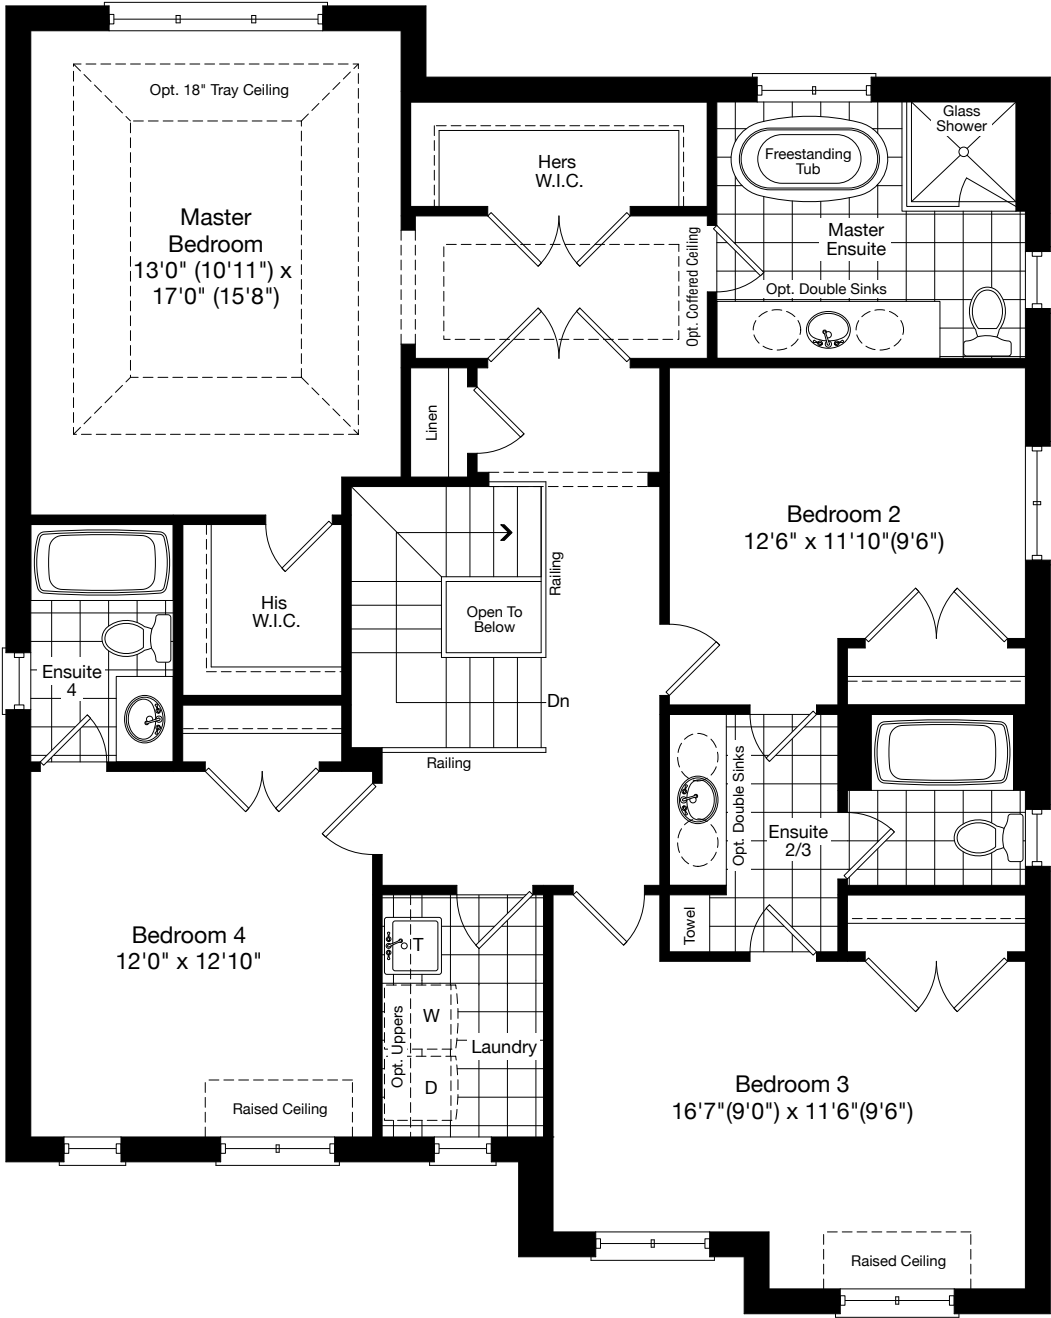 Opt. 18" Tray Ceiling
Master
Bedroom
13'0" (10'11") x
17'0" (15'8")
Hers
W.I.C.
Opt. Coffered Ceiling
Freestanding
Tub
Glass
Shower
Master
Ensuite
Opt. Double Sinks
Linen
Bedroom 2
12'6" x 11'10"(9'6")
Railing
Open To
Below
Dn
Railing
His
W.I.C.
Ensuite
4
Opt. Double Sinks
Ensuite
2/3
Towel
Bedroom 4
12'0" x 12'10"
Raised Ceiling
T
W
D
Opt. Uppers
Laundry
Bedroom 3
16'7"(9'0") x 11'6"(9'6")
Raised Ceiling